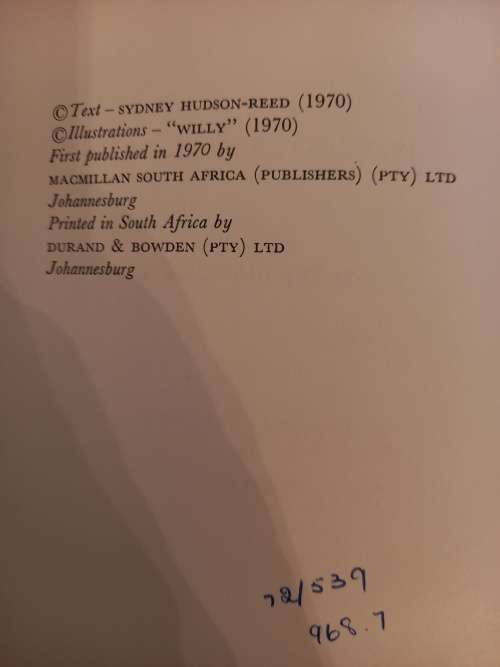 © Text – SYDNEY HUDSON-REED (1970)
© Illustrations – “WILLY” (1970)
First published in 1970 by
MACMILLAN SOUTH AFRICA (PUBLISHERS) (PTY) LTD
Johannesburg
Printed in South Africa by
DURAND & BOWDEN (PTY) LTD
Johannesburg
72/539
968.7